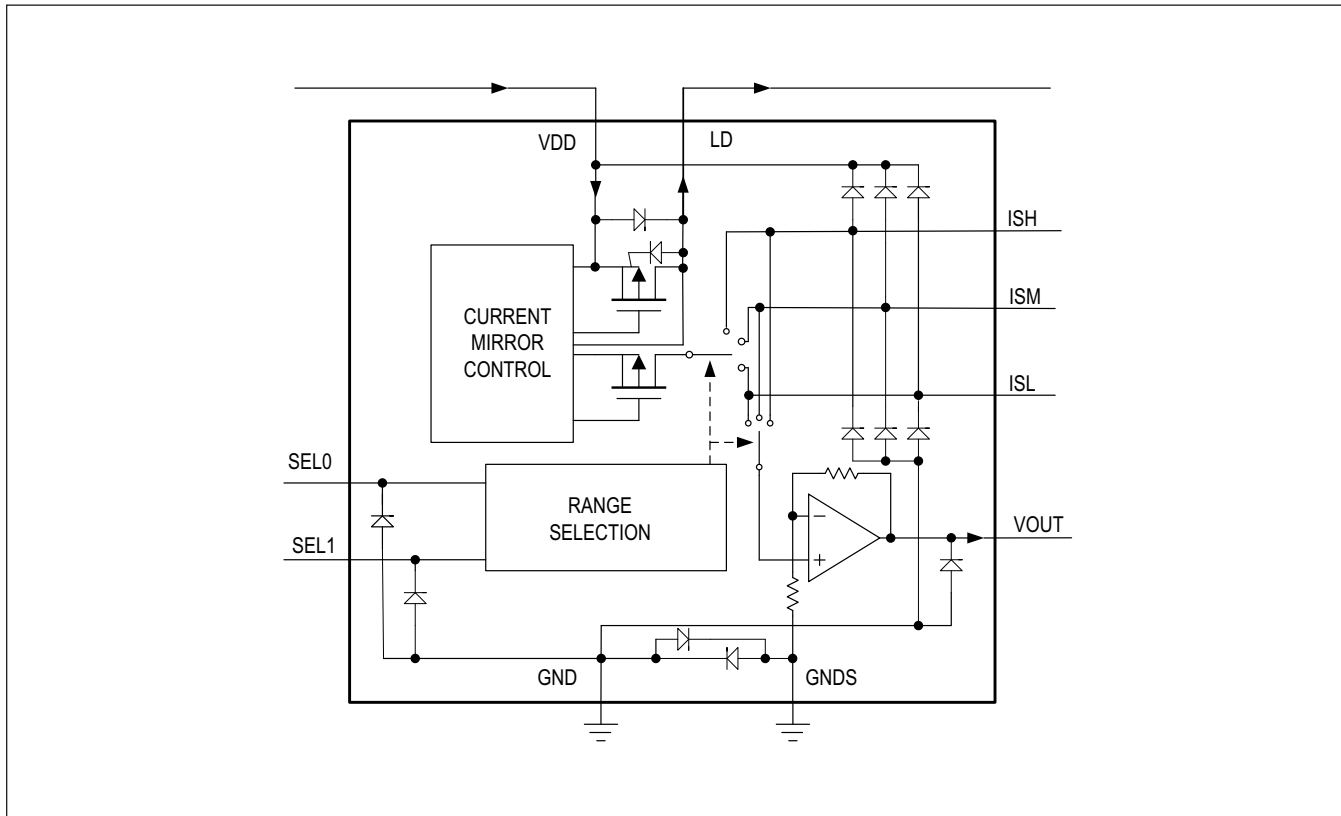 VDD
LD
ISH
ISM
CURRENT
MIRROR
CONTROL
ISL
SEL0
RANGE
SELECTION
SEL1
VOUT
GND
GNDS